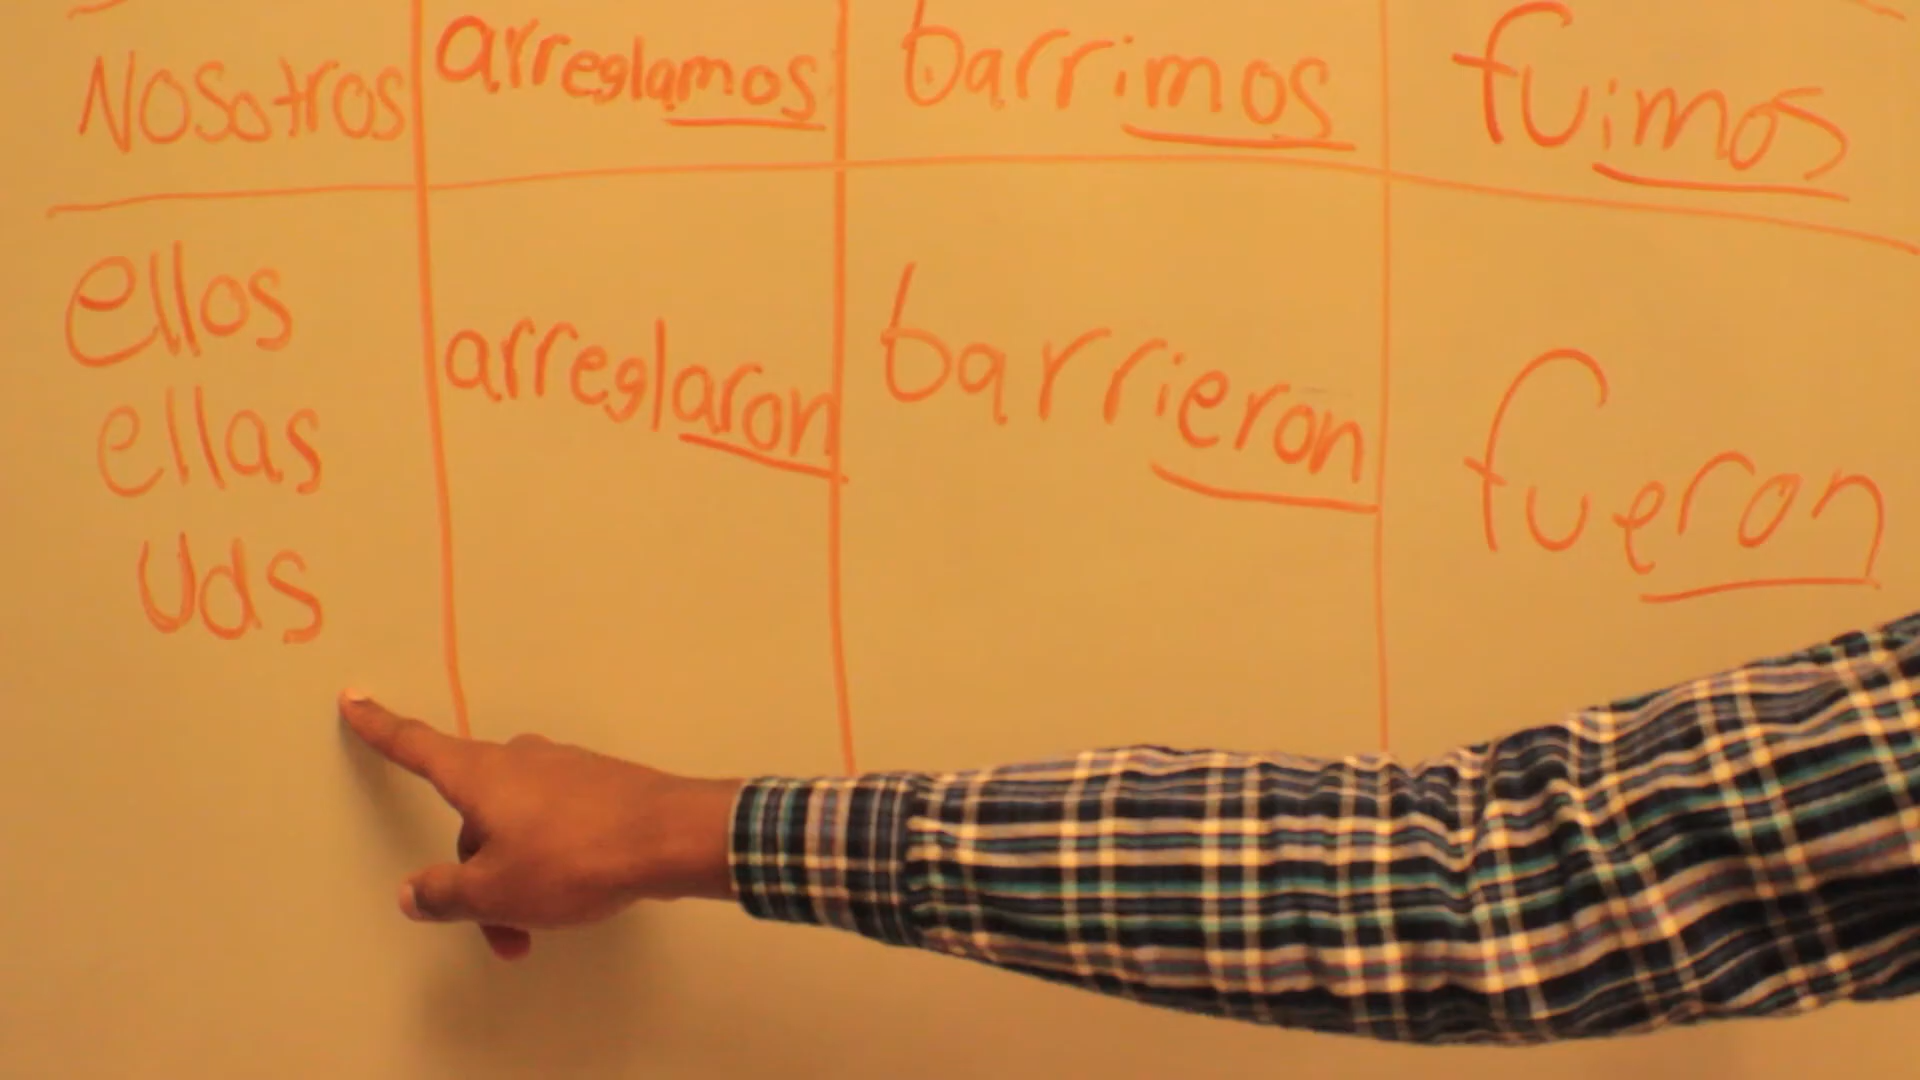 Nosotros arreglamos barrimos fuimos
ellos
ellas
Uds
arreglaron barrieron fueron